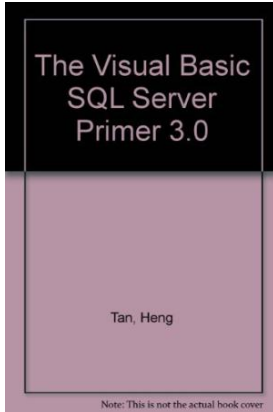 The Visual Basic
SQL Server
Primer 3.0
Tan, Heng
Note: This is not the actual book cover